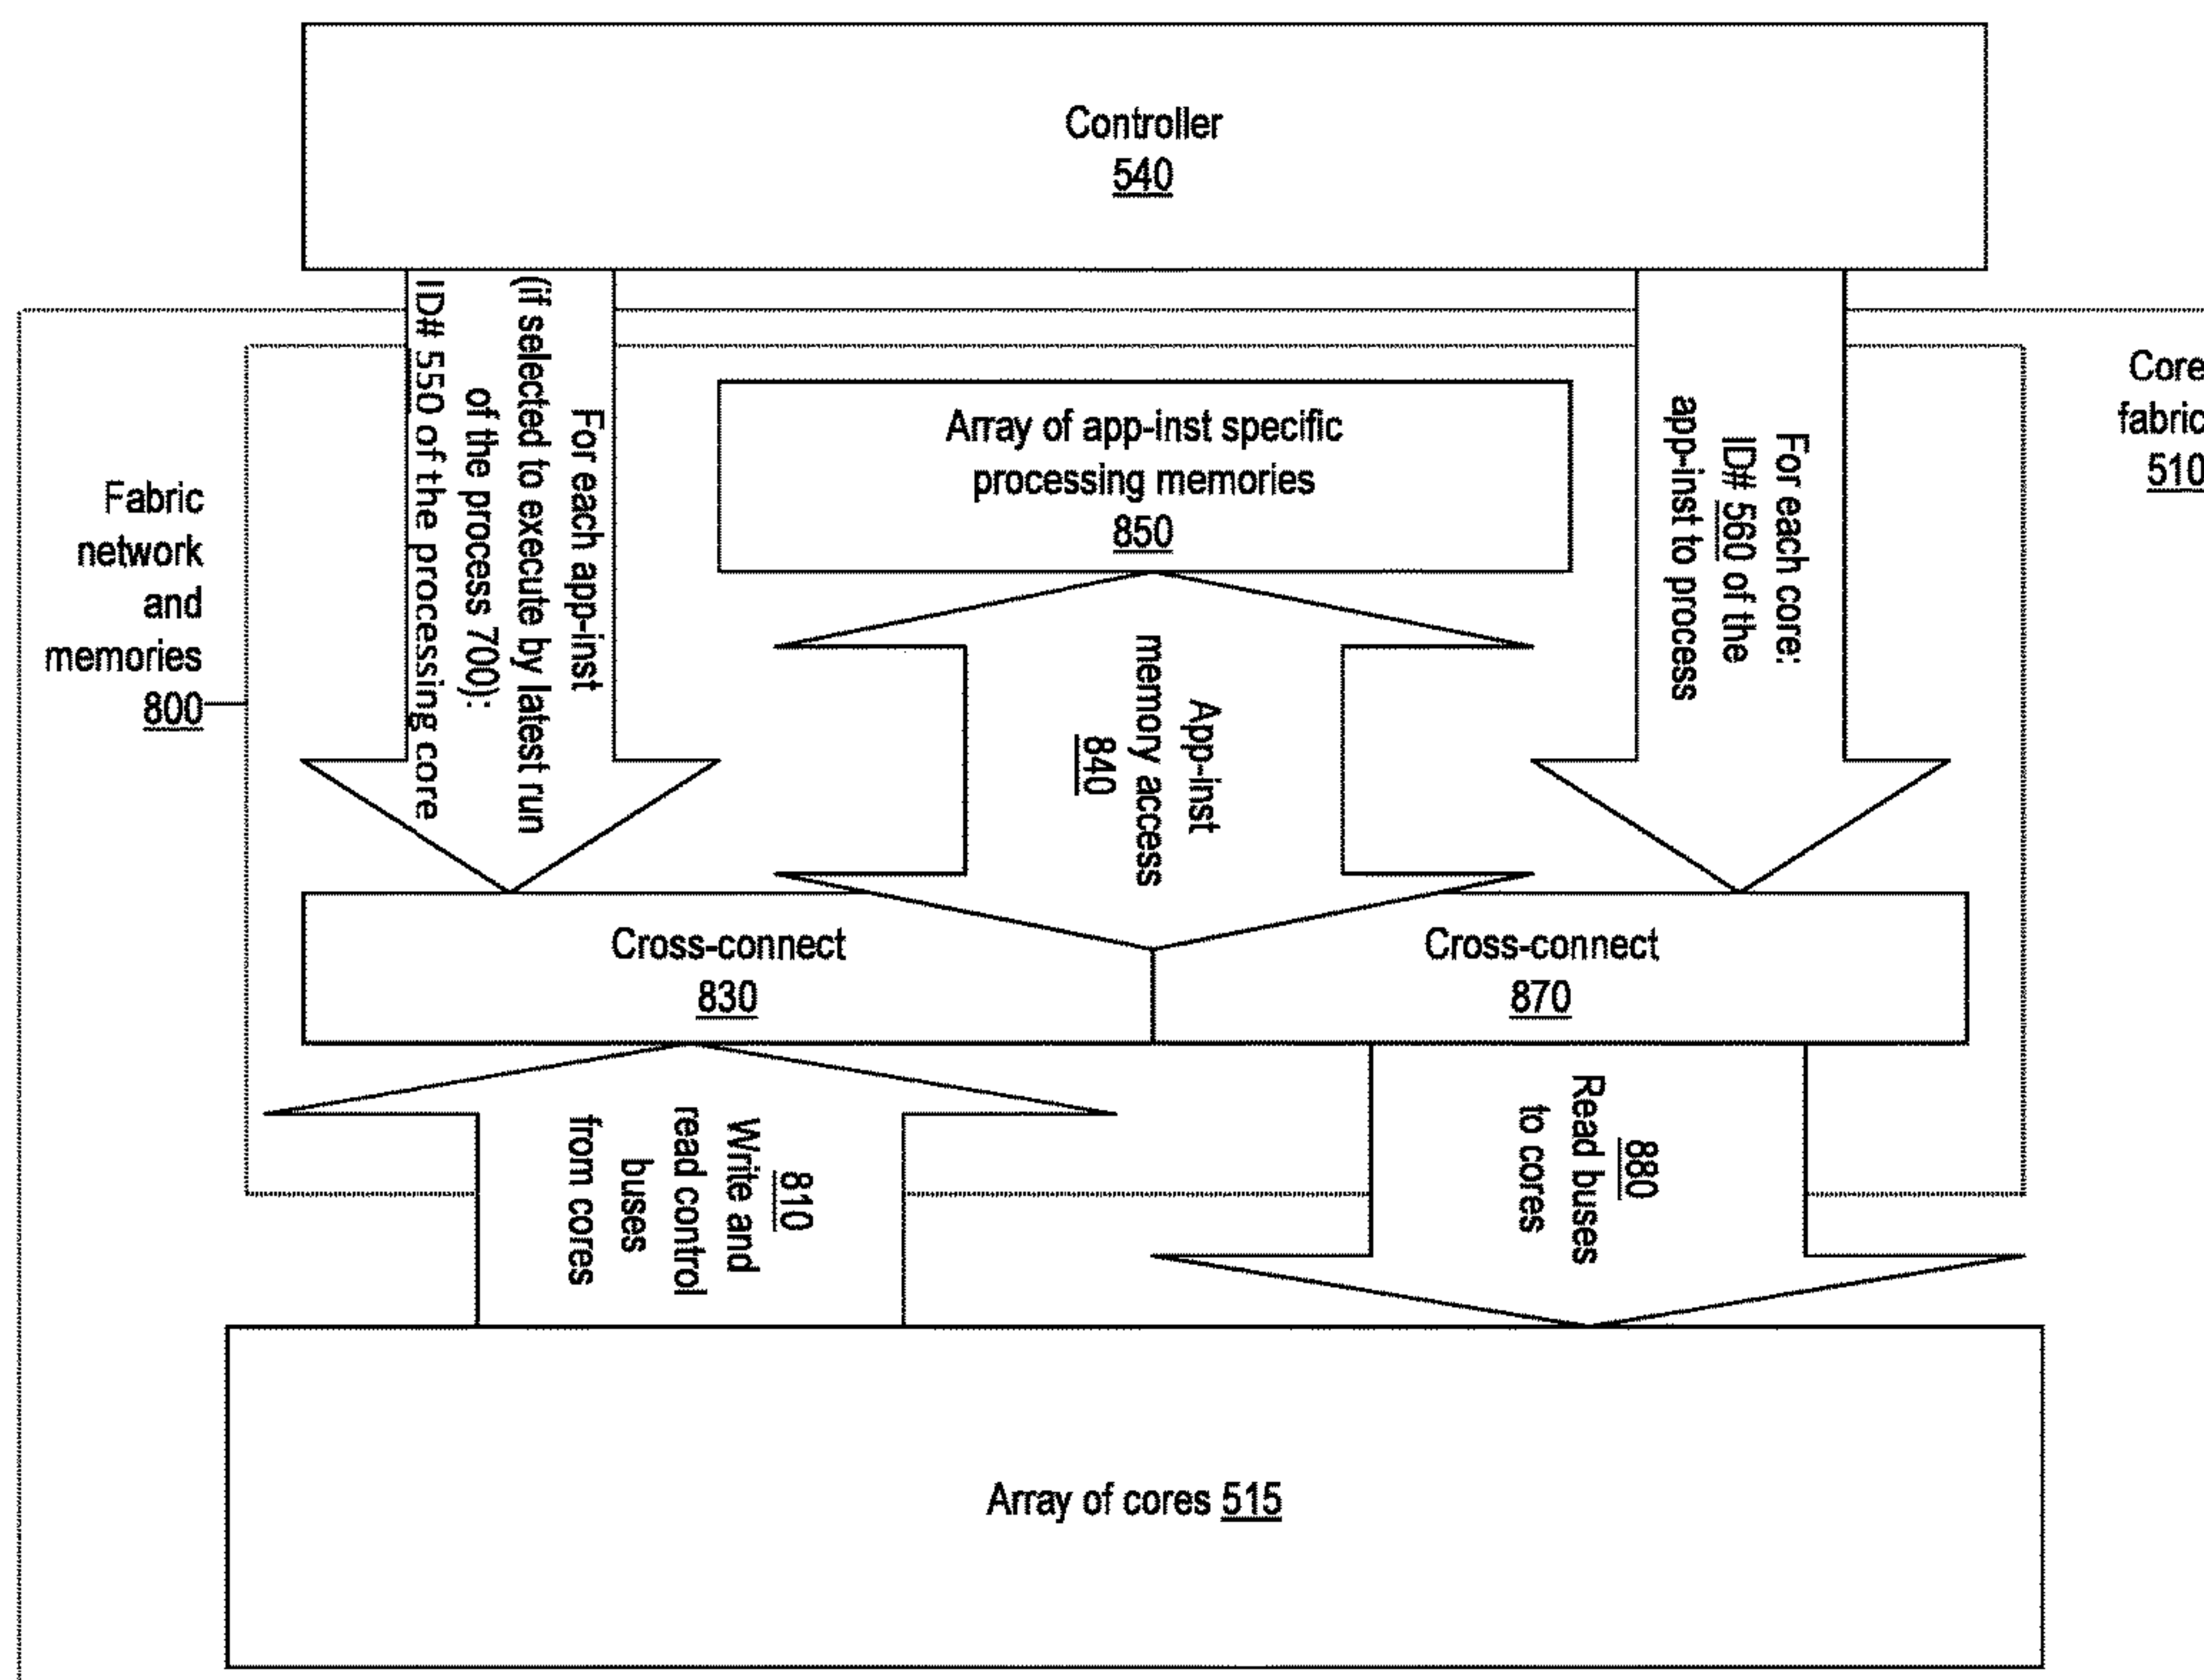 Controller
540
For each app-inst
(if selected to execute by latest run
of the process 700):
ID# 550 of the processing core
For each core:
ID# 560 of the
app-inst to process
Core
fabric
510
Array of app-inst specific
processing memories
850
Fabric
network
and
memories
800
App-inst
memory access
840
Cross-connect
830
Cross-connect
870
810
Write and
read control
buses
from cores
880
Read buses
to cores
Array of cores 515